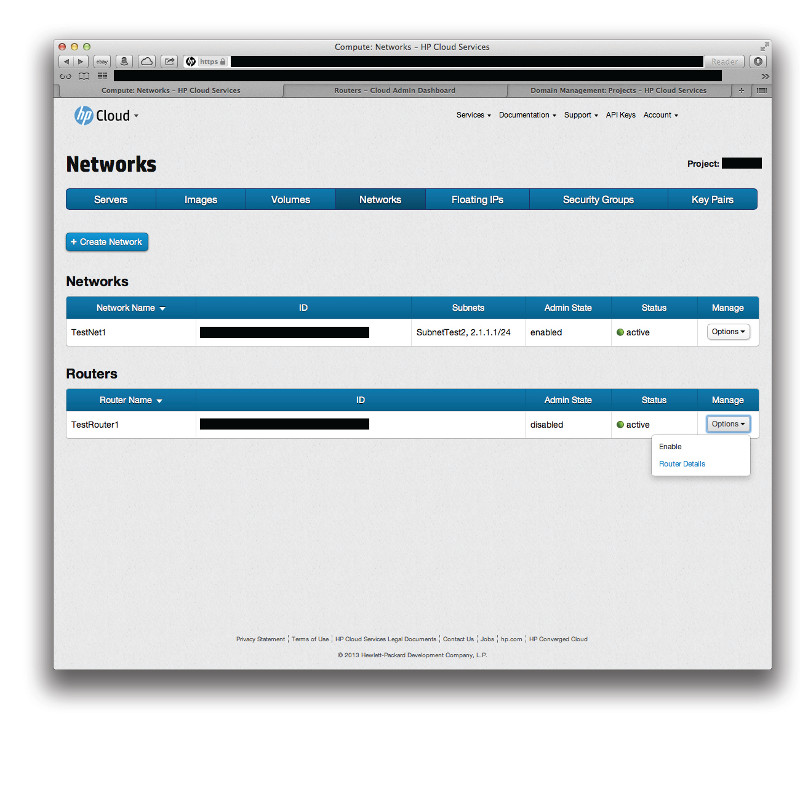 Compute: Networks – HP Cloud Services
ebay https Reader
Compute: Networks – HP Cloud Services Routers – Cloud Admin Dashboard Domain Management: Projects – HP Cloud Services
hp Cloud Services Documentation Support API Keys Account
Networks Project:
Servers Images Volumes Networks Floating IPs Security Groups Key Pairs
+ Create Network
Networks
Network Name ID Subnets Admin State Status Manage
TestNet1 SubnetTest2, 2.1.1.1/24 enabled active Options
Routers
Router Name ID Admin State Status Manage
TestRouter1 disabled active Options
Enable
Router Details
Privacy Statement | Terms of Use | HP Cloud Services Legal Documents | Contact Us | Jobs | hp.com | HP Converged Cloud
© 2013 Hewlett-Packard Development Company, L.P.